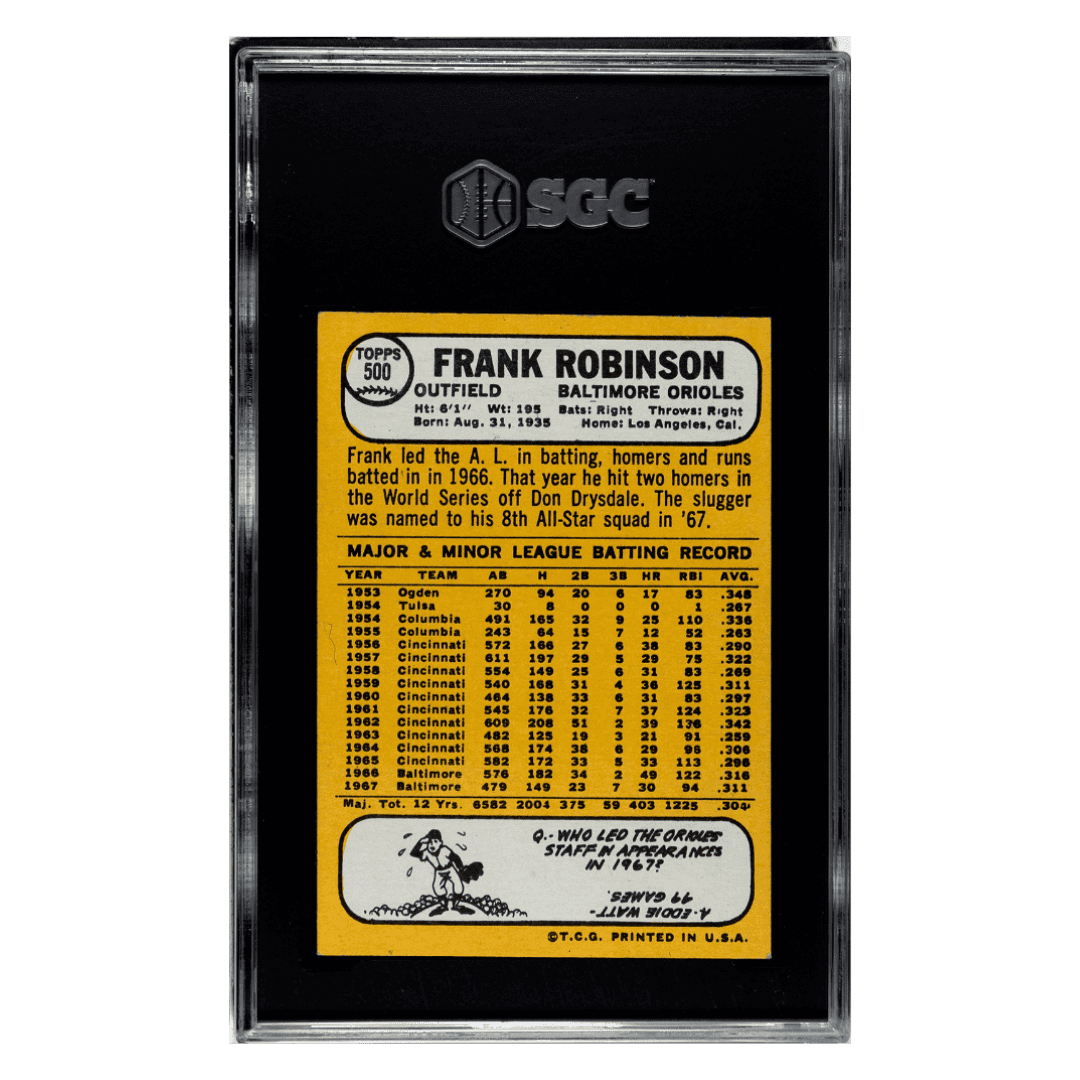 SGC
TOPPS
500
FRANK ROBINSON
OUTFIELD BALTIMORE ORIOLES
Ht: 6'1" Wt: 195 Bats: Right Throws: Right
Born: Aug. 31, 1935 Home: Los Angeles, Cal.
Frank led the A. L. in batting, homers and runs
batted in in 1966. That year he hit two homers in
the World Series off Don Drysdale. The slugger
was named to his 8th All-Star squad in '67.
MAJOR & MINOR LEAGUE BATTING RECORD
YEAR TEAM AB H 2B 3B HR RBI AVG.
1953 Ogden 270 94 20 6 17 83 .348
1954 Tulsa 30 8 0 0 0 1 .267
1954 Columbia 491 165 32 9 25 110 .336
1955 Columbia 243 64 15 7 12 52 .263
1956 Cincinnati 572 166 27 6 38 83 .290
1957 Cincinnati 611 197 29 5 29 75 .322
1958 Cincinnati 554 149 25 6 31 83 .269
1959 Cincinnati 540 168 31 4 36 125 .311
1960 Cincinnati 464 138 33 6 31 83 .297
1961 Cincinnati 545 176 32 7 37 124 .323
1962 Cincinnati 609 208 51 2 39 136 .342
1963 Cincinnati 482 125 19 3 21 91 .259
1964 Cincinnati 568 174 38 6 29 96 .306
1965 Cincinnati 582 172 33 5 33 113 .296
1966 Baltimore 576 182 34 2 49 122 .316
1967 Baltimore 479 149 23 7 30 94 .311
Maj. Tot. 12 Yrs. 6582 2004 375 59 403 1225 .304
Q.- WHO LED THE ORIOLES
STAFF IN APPEARANCES
IN 1967?
A.- EDDIE WATT-
49 GAMES.
©T.C.G. PRINTED IN U.S.A.